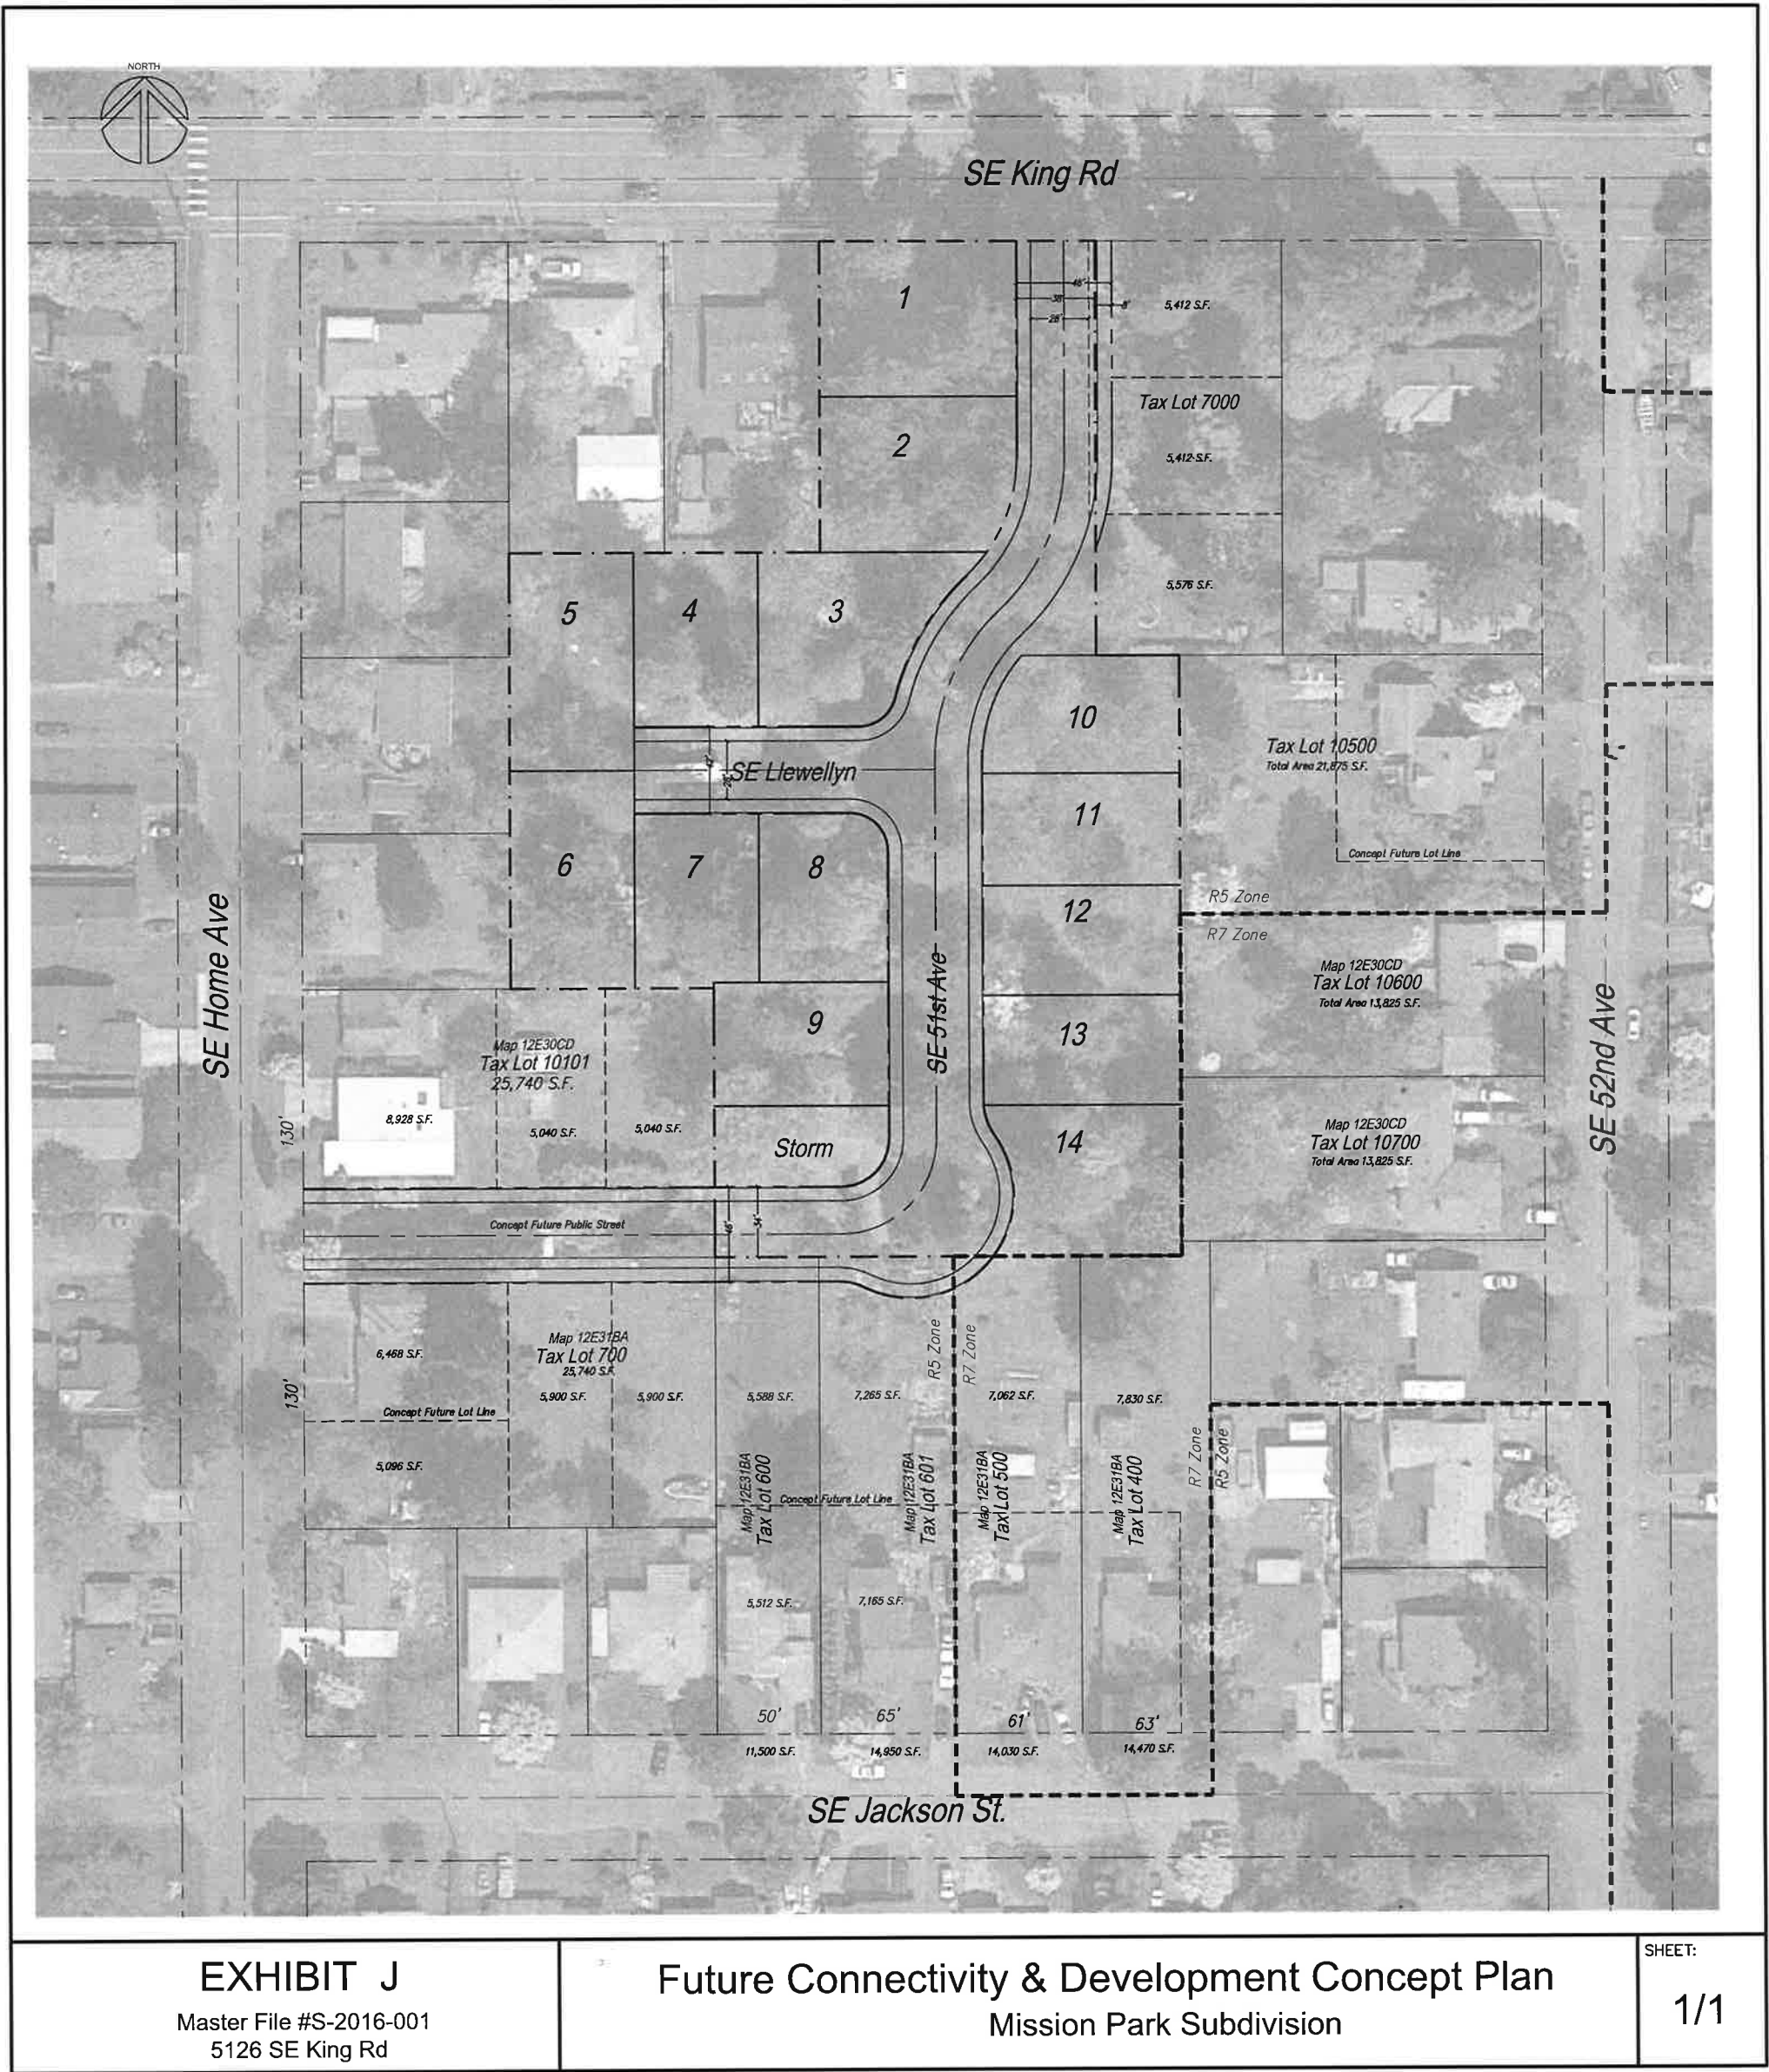 NORTH
SE King Rd
1
46'
38'
28'
8'
5,412 S.F.
Tax Lot 7000
2
5,412 S.F.
5
4
3
5,576 S.F.
10
Tax Lot 10500
Total Area 21,875 S.F.
SE Llewellyn
11
Concept Future Lot Line
6
7
8
R5 Zone
12
R7 Zone
SE Home Ave
SE 51st Ave
Map 12E30CD
Tax Lot 10600
Total Area 13,825 S.F.
SE 52nd Ave
9
13
Map 12E30CD
Tax Lot 10101
25,740 S.F.
130'
8,928 S.F.
5,040 S.F.
5,040 S.F.
Storm
14
Map 12E30CD
Tax Lot 10700
Total Area 13,825 S.F.
Concept Future Public Street
46'
34'
6,468 S.F.
Map 12E31BA
Tax Lot 700
25,740 S.F.
R5 Zone
R7 Zone
130'
5,900 S.F.
5,900 S.F.
5,588 S.F.
7,265 S.F.
7,062 S.F.
7,830 S.F.
Concept Future Lot Line
5,096 S.F.
Map 12E31BA
Tax Lot 600
Concept Future Lot Line
Map 12E31BA
Tax Lot 601
Map 12E31BA
Tax Lot 500
Map 12E31BA
Tax Lot 400
R7 Zone
R5 Zone
5,512 S.F.
7,165 S.F.
50'
65'
61'
63'
11,500 S.F.
14,950 S.F.
14,030 S.F.
14,470 S.F.
SE Jackson St.
EXHIBIT J
Master File #S-2016-001
5126 SE King Rd
Future Connectivity & Development Concept Plan
Mission Park Subdivision
SHEET:
1/1